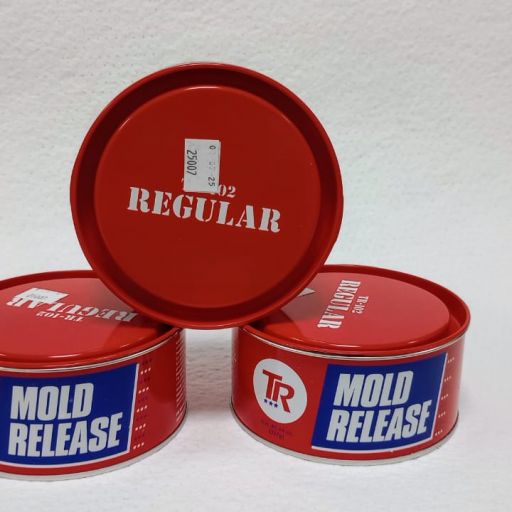 REGULAR
25007
REGULAR
TR-102
TR-102
REGULAR
MOLD
RELEASE
TR
MOLD
RELEASE